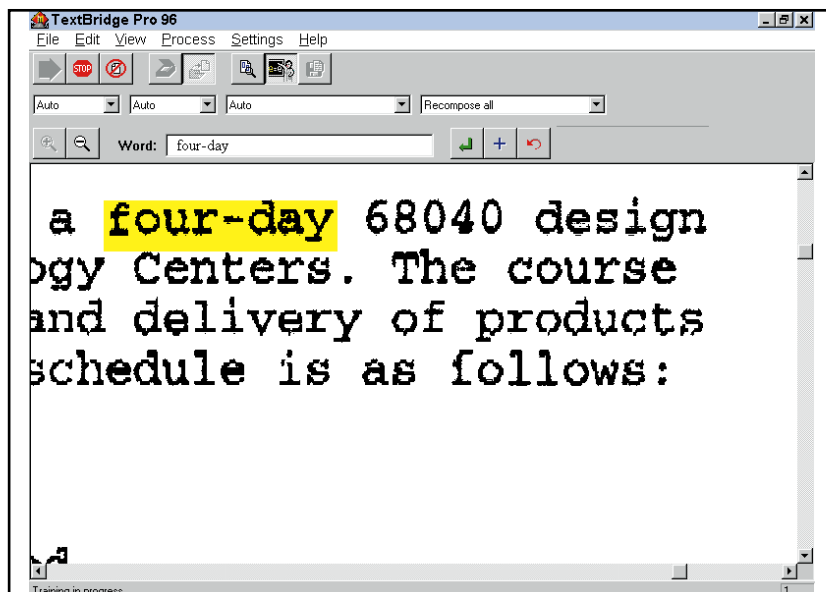 TextBridge Pro 96
File Edit View Process Settings Help
STOP
Auto Auto Auto Recompose all
Word: four-day
a four-day 68040 design
ogy Centers. The course
and delivery of products
schedule is as follows:
Training in progress
1